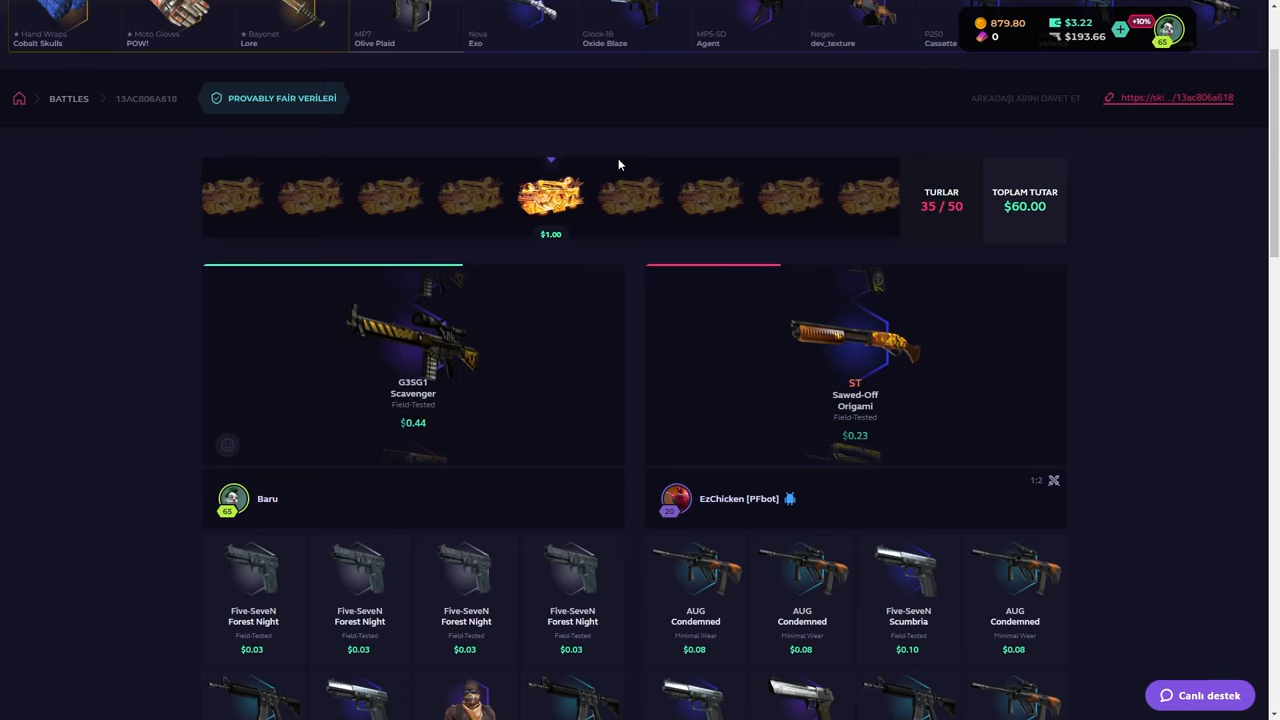 ★ Hand Wraps
Cobalt Skulls
★ Moto Gloves
POW!
★ Bayonet
Lore
MP7
Olive Plaid
Nova
Exo
Glock-18
Oxide Blaze
MP5-SD
Agent
Negev
dev_texture
P250
Cassette
879.80
0
$3.22
$193.66
+10%
65
BATTLES
13AC806A618
PROVABLY FAİR VERİLERİ
ARKADAŞLARINI DAVET ET
https://ski.../13ac806a618
$1.00
TURLAR
35 / 50
TOPLAM TUTAR
$60.00
G3SG1
Scavenger
Field-Tested
$0.44
ST
Sawed-Off
Origami
Field-Tested
$0.23
65
Baru
20
EzChicken [PFbot]
1:2
Five-SeveN
Forest Night
Field-Tested
$0.03
Five-SeveN
Forest Night
Field-Tested
$0.03
Five-SeveN
Forest Night
Field-Tested
$0.03
Five-SeveN
Forest Night
Field-Tested
$0.03
AUG
Condemned
Minimal Wear
$0.08
AUG
Condemned
Minimal Wear
$0.08
Five-SeveN
Scumbria
Field-Tested
$0.10
AUG
Condemned
Minimal Wear
$0.08
Canlı destek